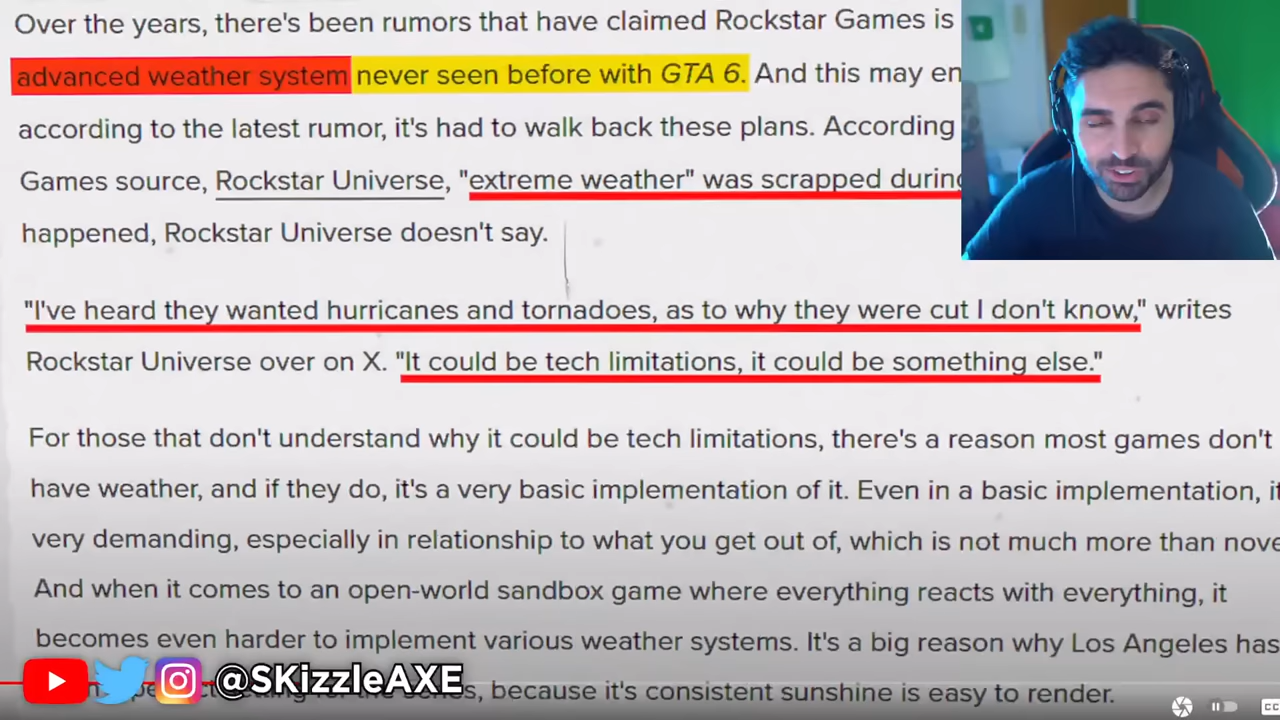 Over the years, there's been rumors that have claimed Rockstar Games is
advanced weather system never seen before with GTA 6. And this may en
according to the latest rumor, it's had to walk back these plans. According
Games source, Rockstar Universe, "extreme weather" was scrapped during
happened, Rockstar Universe doesn't say.
"I've heard they wanted hurricanes and tornadoes, as to why they were cut I don't know," writes
Rockstar Universe over on X. "It could be tech limitations, it could be something else."
For those that don't understand why it could be tech limitations, there's a reason most games don't
have weather, and if they do, it's a very basic implementation of it. Even in a basic implementation, it
very demanding, especially in relationship to what you get out of, which is not much more than nove
And when it comes to an open-world sandbox game where everything reacts with everything, it
becomes even harder to implement various weather systems. It's a big reason why Los Angeles has
because it's consistent sunshine is easy to render.
@SKizzleAXE
CC